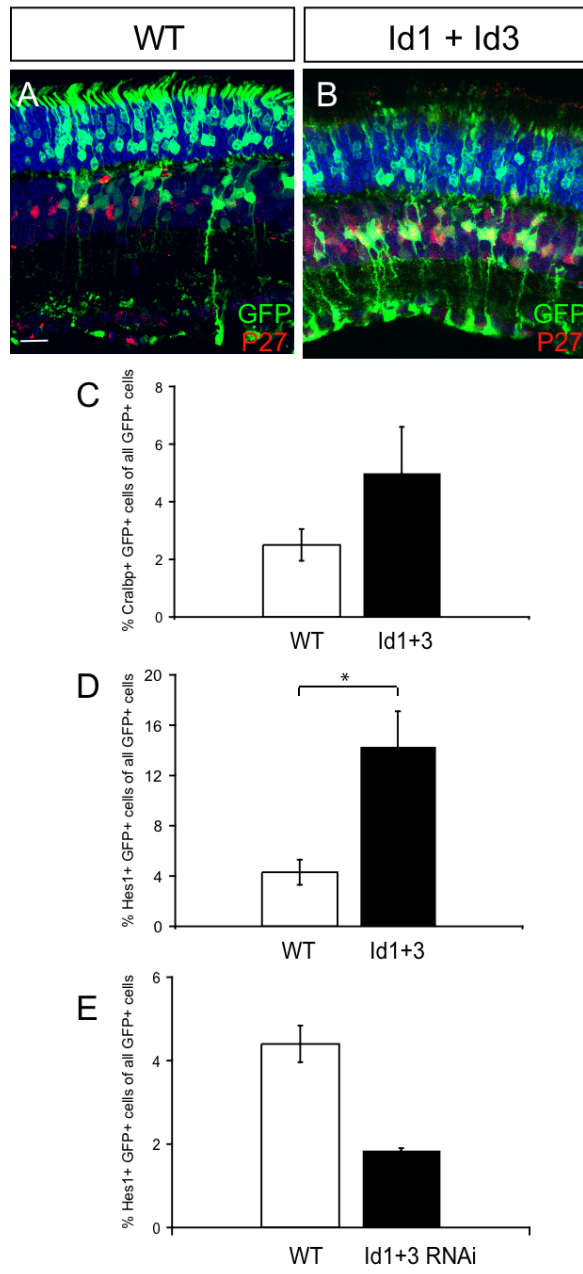 WT
Id1 + Id3
A
GFP
P27
B
GFP
P27
C
% Cralbp+ GFP+ cells of all GFP+ cells
8
6
4
2
0
WT
Id1+3
D
% Hes1+ GFP+ cells of all GFP+ cells
20
16
12
8
4
0
*
WT
Id1+3
E
% Hes1+ GFP+ cells of all GFP+ cells
6
4
2
0
WT
Id1+3 RNAi